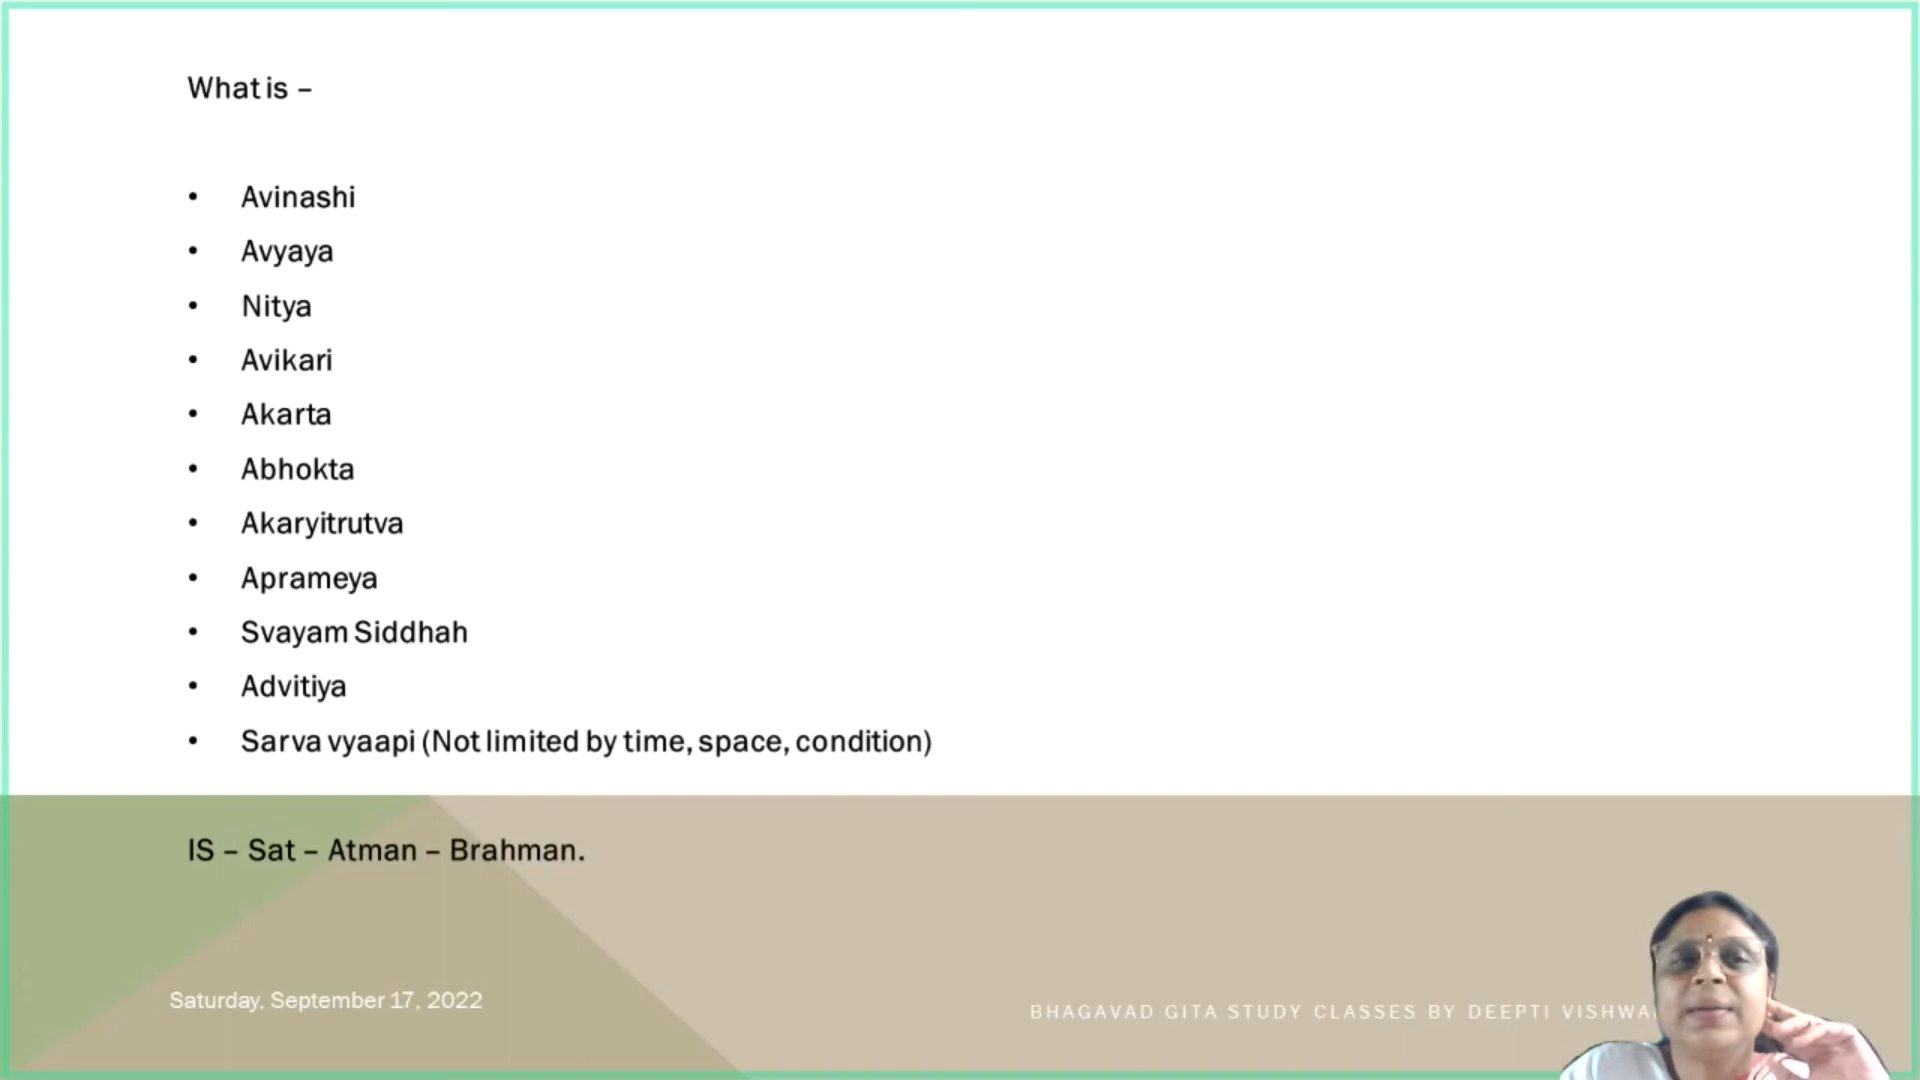 What is –
• Avinashi
• Avyaya
• Nitya
• Avikari
• Akarta
• Abhokta
• Akaryitrutva
• Aprameya
• Svayam Siddhah
• Advitiya
• Sarva vyaapi (Not limited by time, space, condition)
IS – Sat – Atman – Brahman.
Saturday, September 17, 2022
BHAGAVAD GITA STUDY CLASSES BY DEEPTI